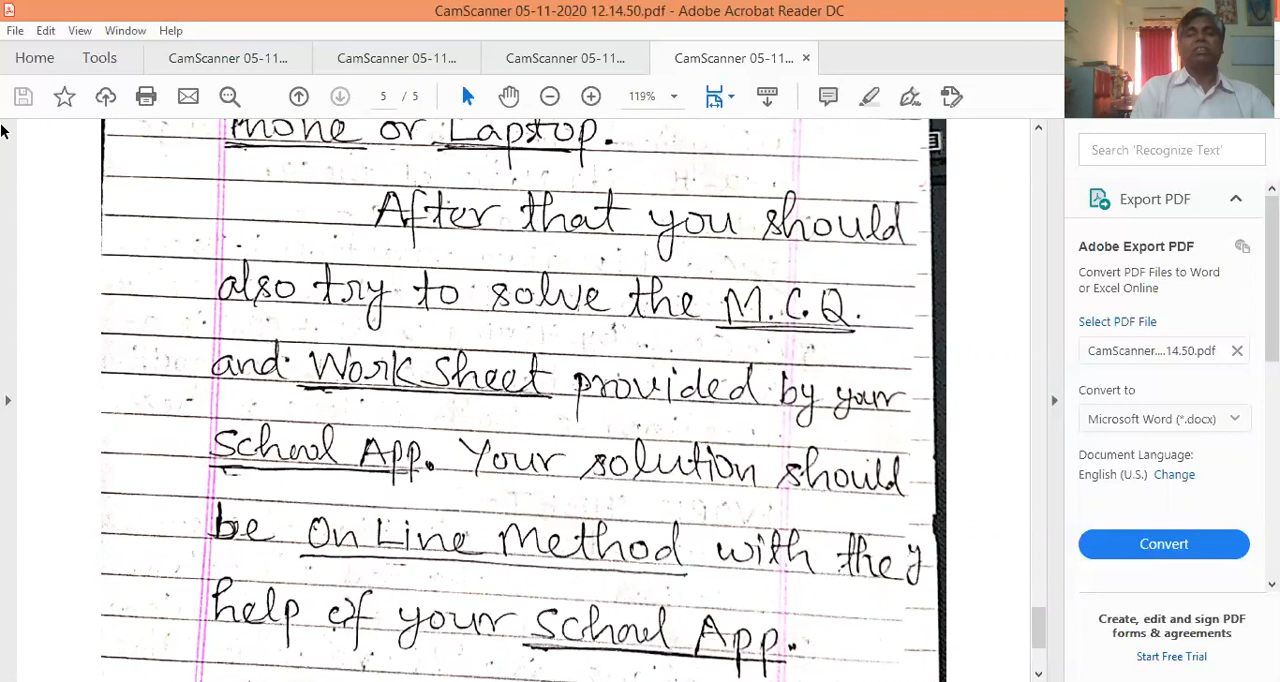 CamScanner 05-11-2020 12.14.50.pdf - Adobe Acrobat Reader DC
File Edit View Window Help
Home Tools CamScanner 05-11... CamScanner 05-11... CamScanner 05-11... CamScanner 05-11... ×
5 / 5 119%
Phone or Laptop.
After that you should
also try to solve the M.C.Q.
and Work Sheet provided by your
School App. Your solution should
be On Line Method with the
help of your School App.
Search 'Recognize Text'
Export PDF
Adobe Export PDF
Convert PDF Files to Word
or Excel Online
Select PDF File
CamScanner....14.50.pdf
Convert to
Microsoft Word (*.docx)
Document Language:
English (U.S.) Change
Convert
Create, edit and sign PDF
forms & agreements
Start Free Trial